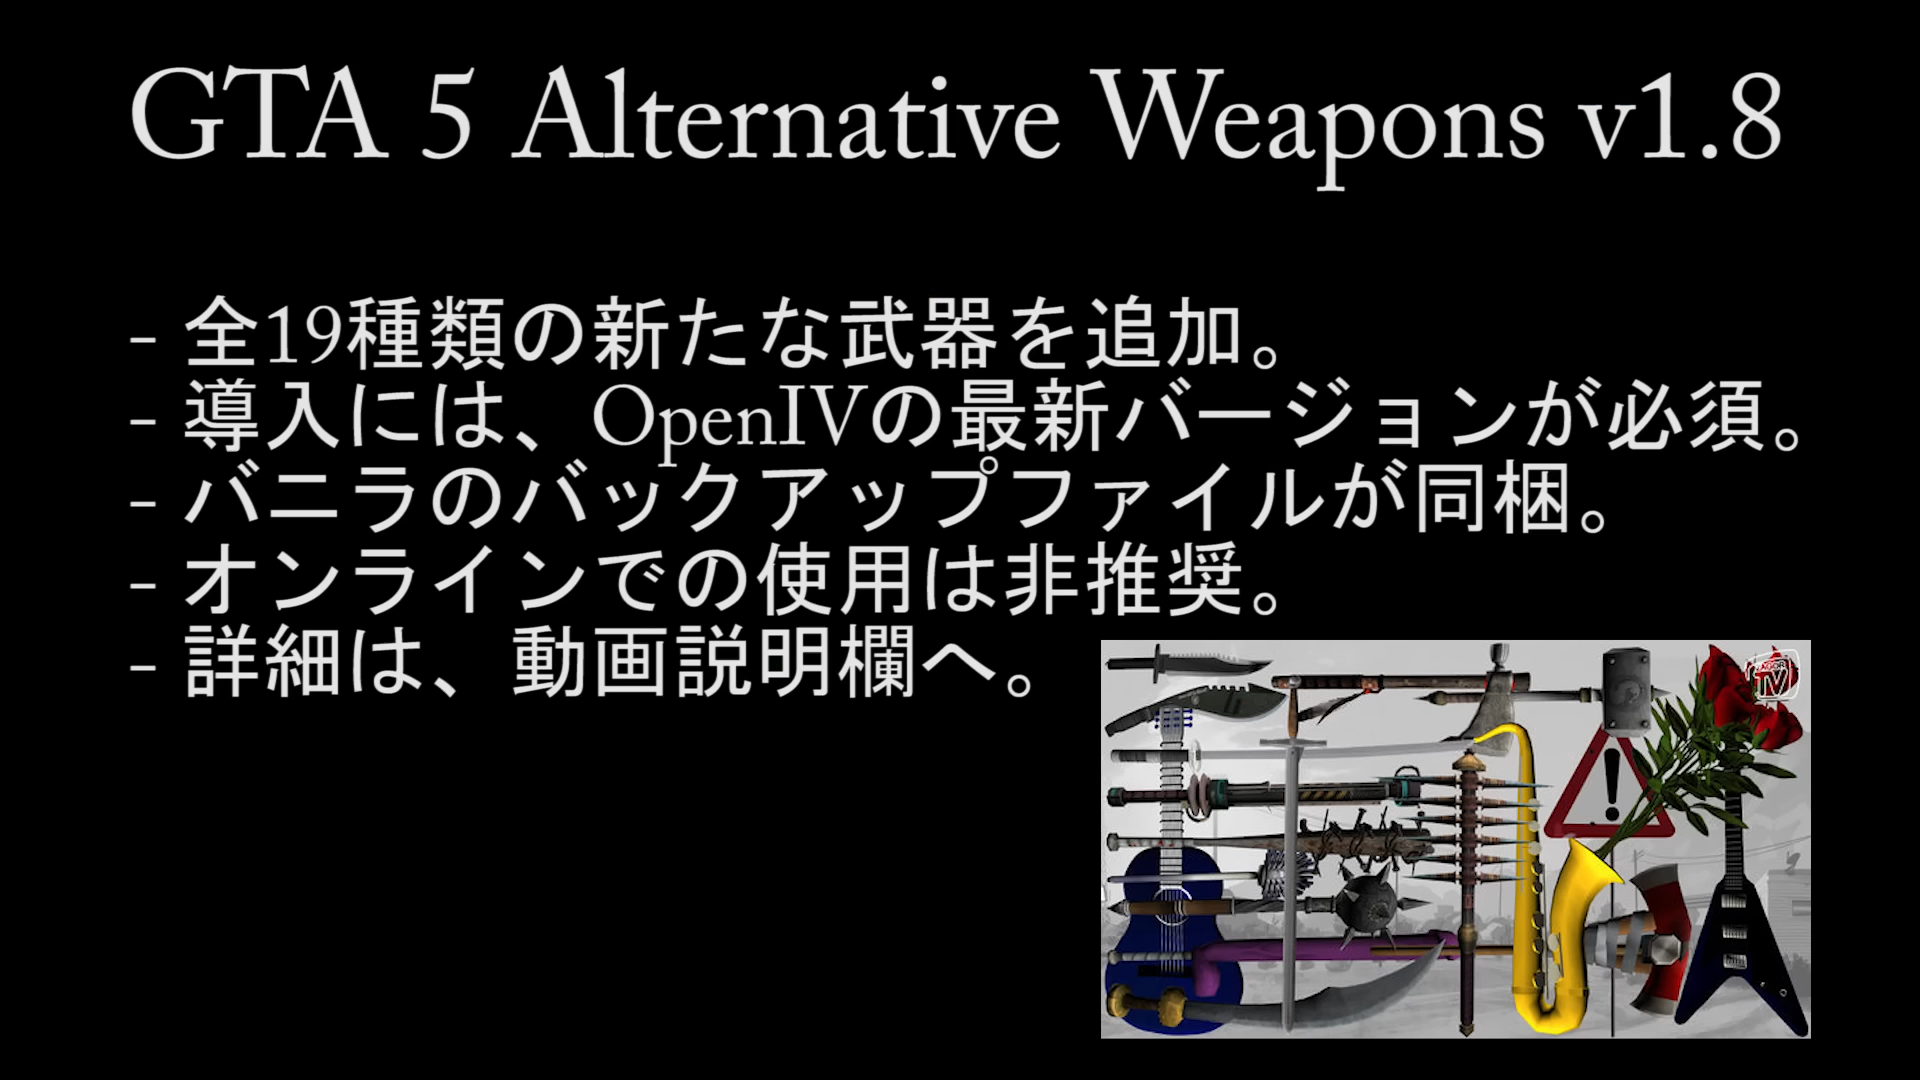 GTA 5 Alternative Weapons v1.8
- 全19種類の新たな武器を追加。
- 導入には、OpenIVの最新バージョンが必須。
- バニラのバックアップファイルが同梱。
- オンラインでの使用は非推奨。
- 詳細は、動画説明欄へ。
TV